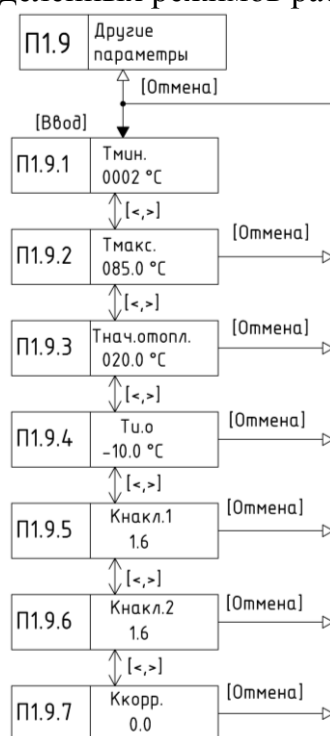 П1.9
Другие
параметры
[Отмена]
[Ввод]
П1.9.1
Тмин.
0002 °C
[<,>]
П1.9.2
Тмакс.
085.0 °C
[Отмена]
[<,>]
П1.9.3
Тнач.отопл.
020.0 °C
[Отмена]
[<,>]
П1.9.4
Ти.о
-10.0 °C
[Отмена]
[<,>]
П1.9.5
Кнакл.1
1.6
[Отмена]
[<,>]
П1.9.6
Кнакл.2
1.6
[Отмена]
[<,>]
П1.9.7
Ккорр.
0.0
[Отмена]